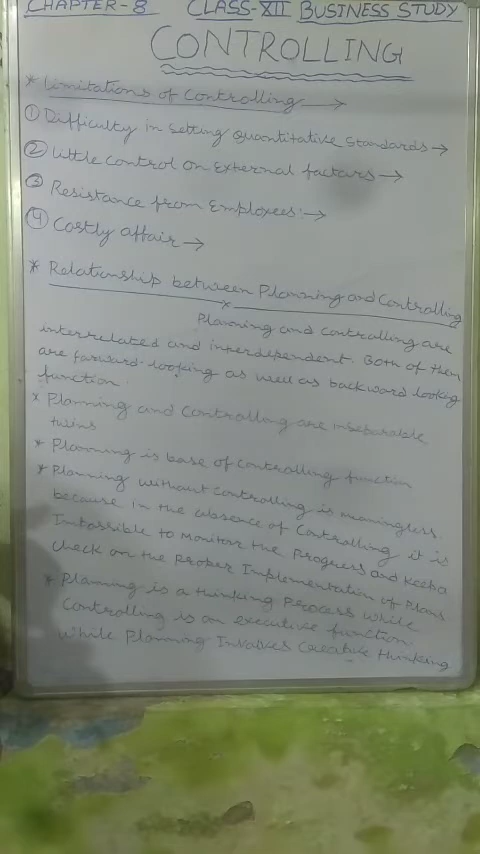 CHAPTER-8 CLASS-XII BUSINESS STUDY
CONTROLLING
* Limitations of Controlling →
① Difficulty in setting quantitative standards →
② Little control on External factors →
③ Resistance from Employees:→
④ Costly affair →
* Relationship between Planning and Controlling
Planning and Controlling are
interrelated and interdependent. Both of them
are forward-looking as well as backward looking
function.
* Planning and Controlling are inseparable
twins
* Planning is base of controlling function
* Planning without controlling is meaningless
because in the absence of controlling it is
Impossible to monitor the progress and keep a
check on the proper Implementation of Plans
* Planning is a thinking process while
Controlling is an executive function.
While Planning Involves creative thinking